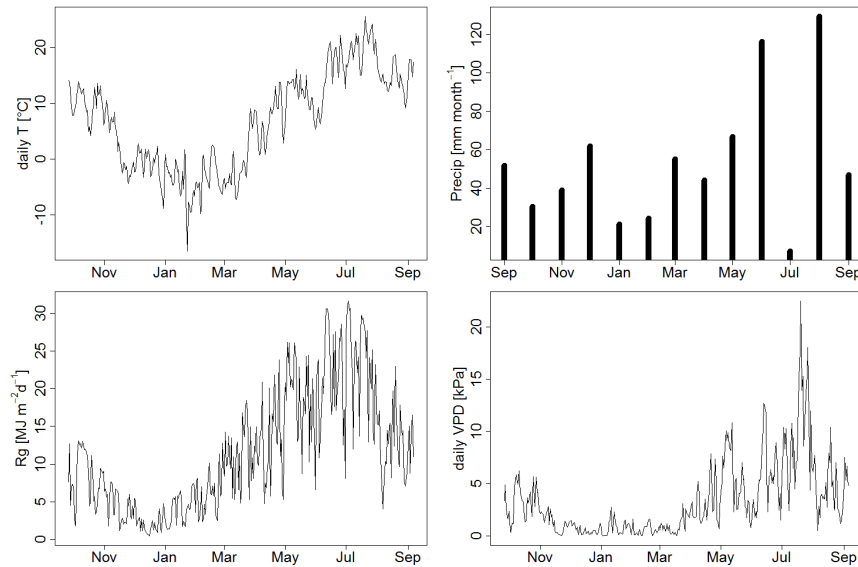 daily T [°C]
20
10
0
-10
Nov Jan Mar May Jul Sep
Precip [mm month⁻¹]
120
100
80
60
40
20
Sep Nov Jan Mar May Jul Sep
Rg [MJ m⁻²d⁻¹]
30
25
20
15
10
5
0
Nov Jan Mar May Jul Sep
daily VPD [kPa]
20
15
10
5
0
Nov Jan Mar May Jul Sep